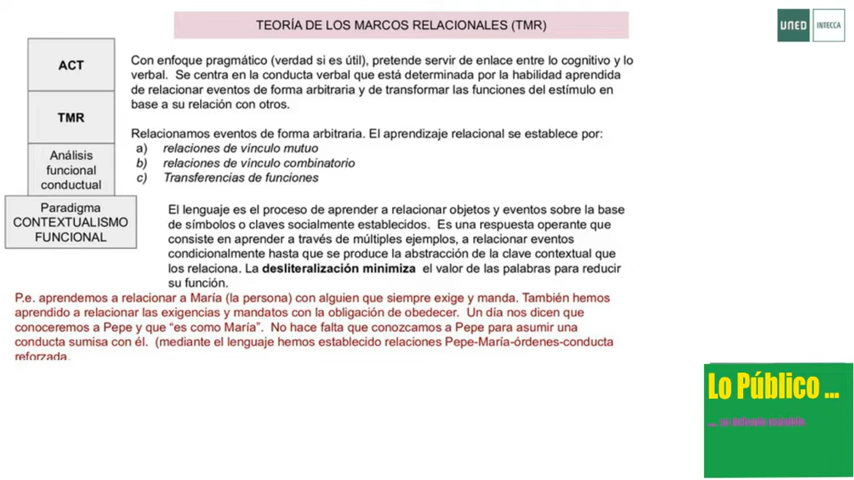 TEORÍA DE LOS MARCOS RELACIONALES (TMR)
UNED
INTECCA
ACT
TMR
Análisis
funcional
conductual
Paradigma
CONTEXTUALISMO
FUNCIONAL
Con enfoque pragmático (verdad si es útil), pretende servir de enlace entre lo cognitivo y lo
verbal. Se centra en la conducta verbal que está determinada por la habilidad aprendida
de relacionar eventos de forma arbitraria y de transformar las funciones del estímulo en
base a su relación con otros.
Relacionamos eventos de forma arbitraria. El aprendizaje relacional se establece por:
a) relaciones de vínculo mutuo
b) relaciones de vínculo combinatorio
c) Transferencias de funciones
El lenguaje es el proceso de aprender a relacionar objetos y eventos sobre la base
de símbolos o claves socialmente establecidos. Es una respuesta operante que
consiste en aprender a través de múltiples ejemplos, a relacionar eventos
condicionalmente hasta que se produce la abstracción de la clave contextual que
los relaciona. La desliteralización minimiza el valor de las palabras para reducir
su función.
P.e. aprendemos a relacionar a María (la persona) con alguien que siempre exige y manda. También hemos
aprendido a relacionar las exigencias y mandatos con la obligación de obedecer. Un día nos dicen que
conoceremos a Pepe y que “es como María”. No hace falta que conozcamos a Pepe para asumir una
conducta sumisa con él. (mediante el lenguaje hemos establecido relaciones Pepe-María-órdenes-conducta
reforzada.
Lo Público ...